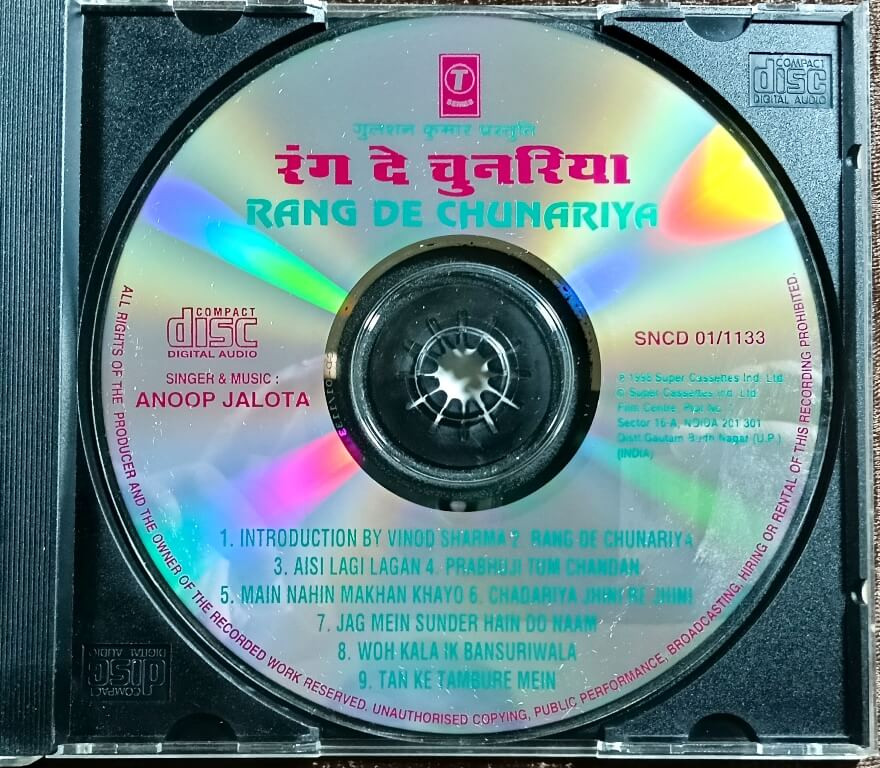 T
SERIES
गुलशन कुमार प्रस्तुति
रंग दे चुनरिया
RANG DE CHUNARIYA
COMPACT
disc
DIGITAL AUDIO
COMPACT
disc
DIGITAL AUDIO
SINGER & MUSIC :
ANOOP JALOTA
SNCD 01/1133
℗ 1996 Super Cassettes Ind. Ltd.
© Super Cassettes Ind. Ltd.
Film Centre, Plot No.
Sector 16-A, NOIDA 201 301
Distt Gautam Budh Nagar (U.P.)
(INDIA)
1. INTRODUCTION BY VINOD SHARMA 2. RANG DE CHUNARIYA
3. AISI LAGI LAGAN 4. PRABHUJI TUM CHANDAN
5. MAIN NAHIN MAKHAN KHAYO 6. CHADARIYA JHINI RE JHINI
7. JAG MEIN SUNDER HAIN DO NAAM
8. WOH KALA IK BANSURIWALA
9. TAN KE TAMBURE MEIN
ALL RIGHTS OF THE PRODUCER AND THE OWNER OF THE RECORDED WORK RESERVED. UNAUTHORISED COPYING, PUBLIC PERFORMANCE, BROADCASTING, HIRING OR RENTAL OF THIS RECORDING PROHIBITED.
COMPACT
disc
DIGITAL AUDIO